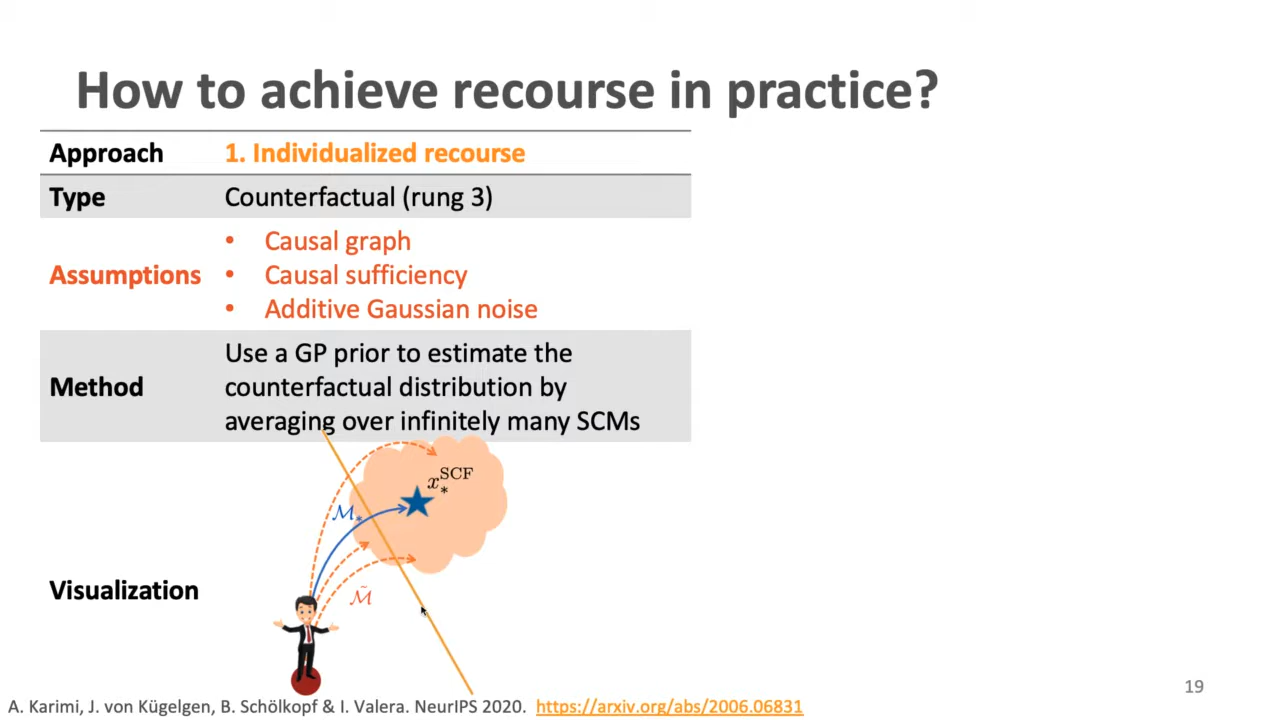 How to achieve recourse in practice?
Approach 1. Individualized recourse
Type Counterfactual (rung 3)
Assumptions
• Causal graph
• Causal sufficiency
• Additive Gaussian noise
Method
Use a GP prior to estimate the
counterfactual distribution by
averaging over infinitely many SCMs
Visualization
x_*^SCF
ℳ_*
ℳ̃
19
A. Karimi, J. von Kügelgen, B. Schölkopf & I. Valera. NeurIPS 2020. https://arxiv.org/abs/2006.06831